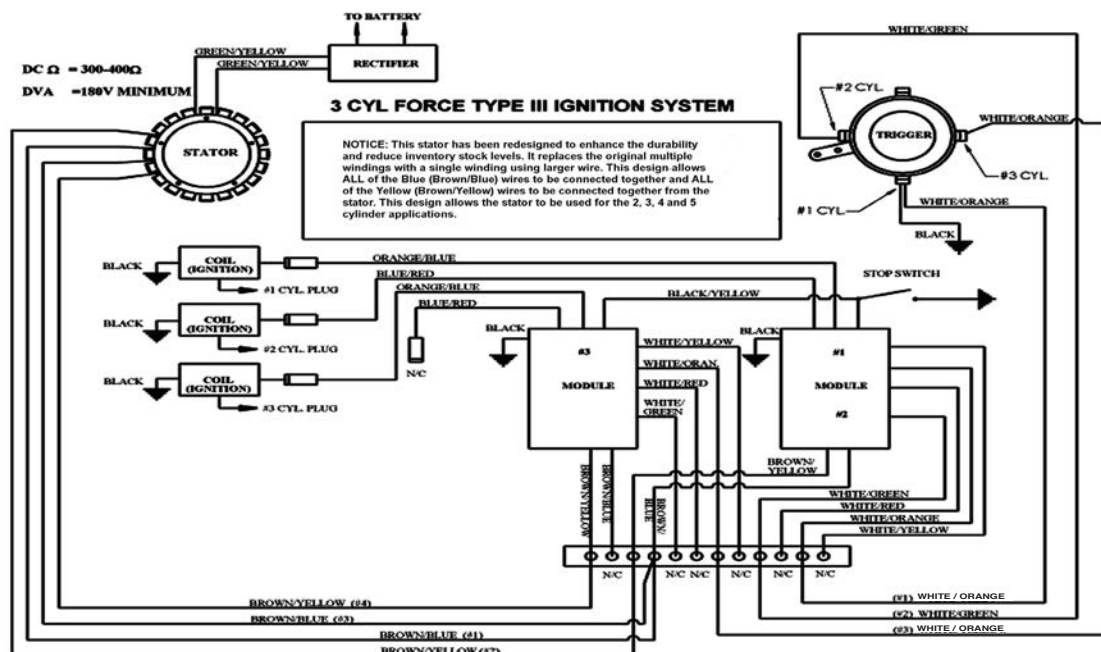 TO BATTERY
WHITE/GREEN
GREEN/YELLOW
GREEN/YELLOW
RECTIFIER
DC Ω = 300-400Ω
DVA =180V MINIMUM
3 CYL FORCE TYPE III IGNITION SYSTEM
#2 CYL.
WHITE/ORANGE
STATOR
TRIGGER
NOTICE: This stator has been redesigned to enhance the durability
and reduce inventory stock levels. It replaces the original multiple
windings with a single winding using larger wire. This design allows
ALL of the Blue (Brown/Blue) wires to be connected together and ALL
of the Yellow (Brown/Yellow) wires to be connected together from the
stator. This design allows the stator to be used for the 2, 3, 4 and 5
cylinder applications.
#3 CYL.
#1 CYL.
WHITE/ORANGE
BLACK
BLACK
COIL
(IGNITION)
ORANGE/BLUE
#1 CYL. PLUG
BLUE/RED
ORANGE/BLUE
BLUE/RED
BLACK/YELLOW
STOP SWITCH
BLACK
COIL
(IGNITION)
#2 CYL. PLUG
BLACK
COIL
(IGNITION)
#3 CYL. PLUG
N/C
BLACK
#3
MODULE
WHITE/YELLOW
WHITE/ORAN
WHITE/RED
WHITE/
GREEN
BLACK
#1
MODULE
#2
BROWN/YELLOW
BROWN/BLUE
BROWN/
BLUE
BROWN/
YELLOW
WHITE/GREEN
WHITE/RED
WHITE/ORANGE
WHITE/YELLOW
N/C
N/C
N/C
N/C
N/C
N/C
BROWN/YELLOW (#4)
BROWN/BLUE (#3)
BROWN/BLUE (#1)
BROWN/YELLOW (#2)
(#1) WHITE / ORANGE
(#2) WHITE/GREEN
(#3) WHITE / ORANGE